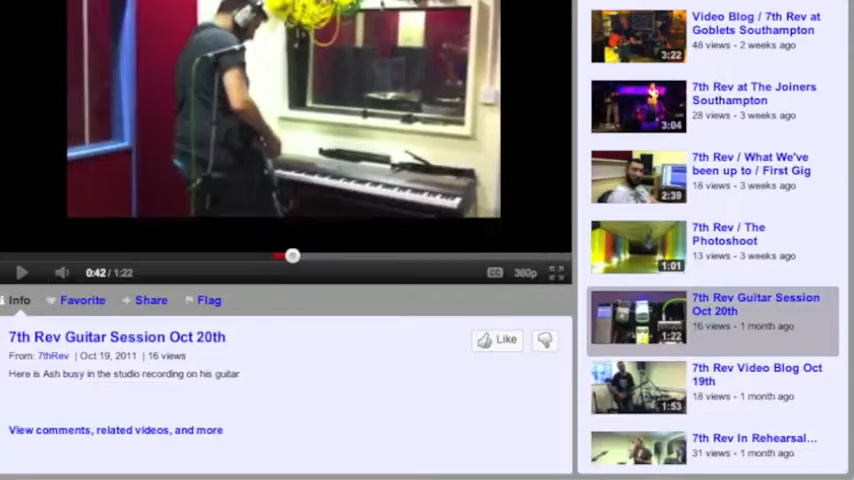 0:42 / 1:22
CC
360p
Info
Favorite
Share
Flag
7th Rev Guitar Session Oct 20th
From: 7thRev | Oct 19, 2011 | 16 views
Here is Ash busy in the studio recording on his guitar
Like
View comments, related videos, and more
3:22
Video Blog / 7th Rev at
Goblets Southampton
48 views - 2 weeks ago
3:04
7th Rev at The Joiners
Southampton
28 views - 3 weeks ago
2:39
7th Rev / What We've
been up to / First Gig
18 views - 3 weeks ago
1:01
7th Rev / The
Photoshoot
13 views - 3 weeks ago
1:22
7th Rev Guitar Session
Oct 20th
16 views - 1 month ago
1:53
7th Rev Video Blog Oct
19th
18 views - 1 month ago
7th Rev In Rehearsal...
31 views - 1 month ago